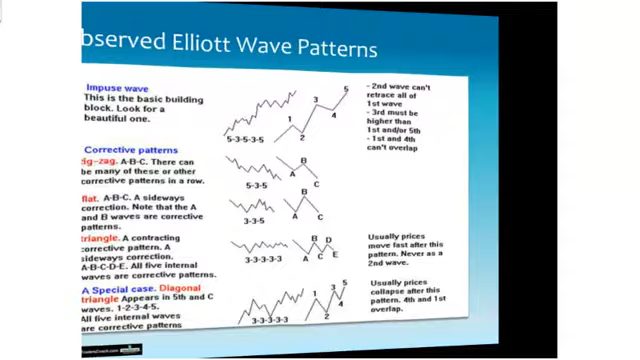 bserved Elliott Wave Patterns
Impuse wave
This is the basic building
block. Look for a
beautiful one.
5-3-5-3-5
1
2
3
4
5
- 2nd wave can't
retrace all of
1st wave
- 3rd must be
higher than
1st and/or 5th
- 1st and 4th
can't overlap
Corrective patterns
zig-zag. A-B-C. There can
be many of these or other
corrective patterns in a row.
5-3-5
A
B
C
flat. A-B-C. A sideways
correction. Note that the A
and B waves are corrective
patterns.
3-3-5
A
B
C
triangle. A contracting
corrective pattern. A
sideways correction.
A-B-C-D-E. All five internal
waves are corrective patterns.
3-3-3-3-3
A
B
C
D
E
Usually prices
move fast after this
pattern. Never as a
2nd wave.
A Special case. Diagonal
triangle Appears in 5th and C
waves. 1-2-3-4-5.
All five internal waves
are corrective patterns
3-3-3-3-3
1
2
3
4
5
Usually prices
collapse after this
pattern. 4th and 1st
overlap.